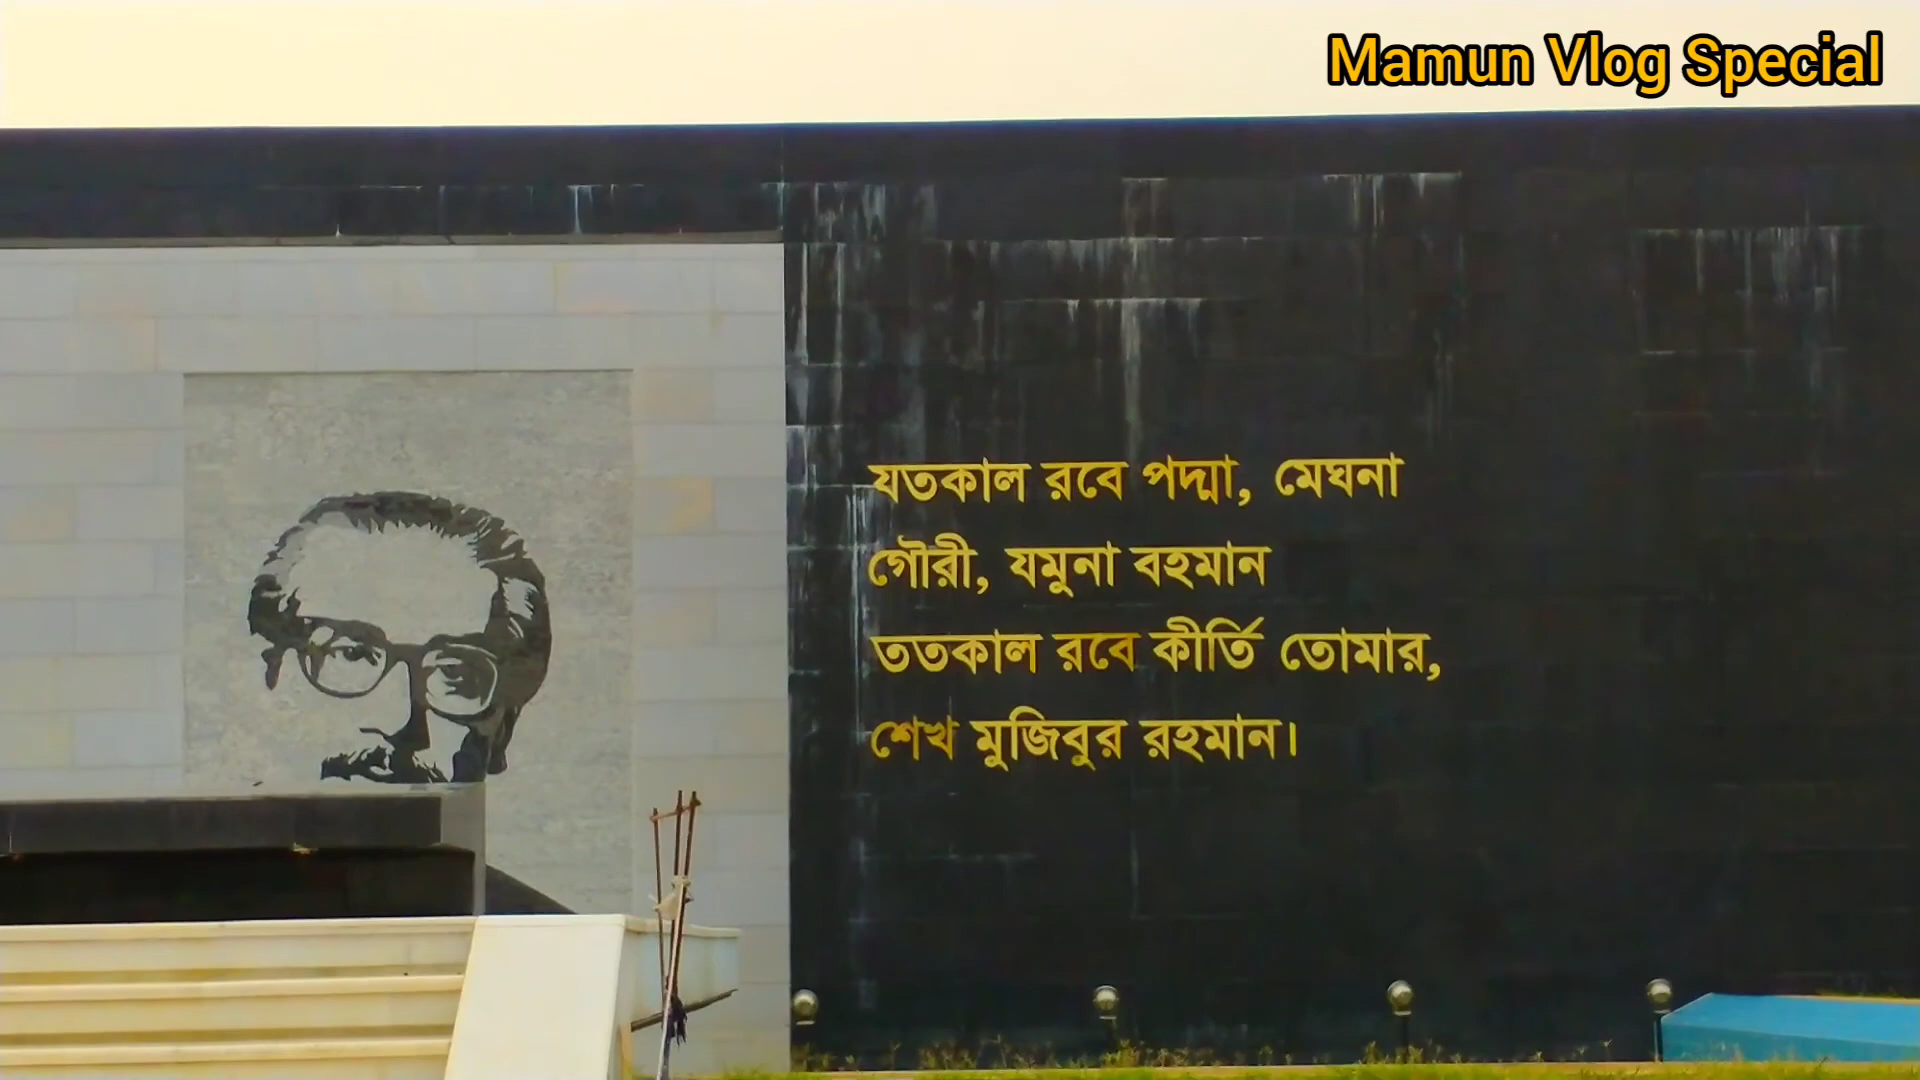 Mamun Vlog Special
যতকাল রবে পদ্মা, মেঘনা
গৌরী, যমুনা বহমান
ততকাল রবে কীর্তি তোমার,
শেখ মুজিবুর রহমান।